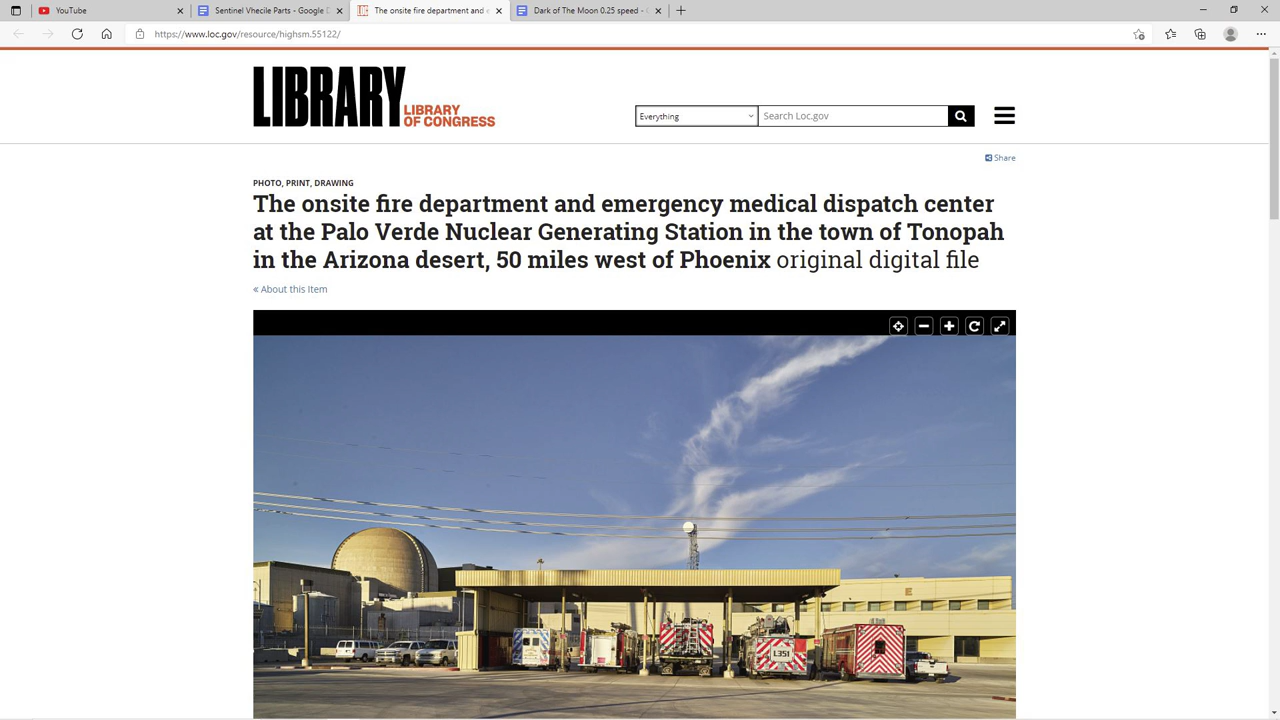 YouTube
Sentinel Vhecile Parts - Google D
The onsite fire department and e
Dark of The Moon 0.25 speed -
https://www.loc.gov/resource/highsm.55122/
LIBRARY
LIBRARY
OF CONGRESS
Everything
Search Loc.gov
Share
PHOTO, PRINT, DRAWING
The onsite fire department and emergency medical dispatch center
at the Palo Verde Nuclear Generating Station in the town of Tonopah
in the Arizona desert, 50 miles west of Phoenix original digital file
« About this Item
E
L351